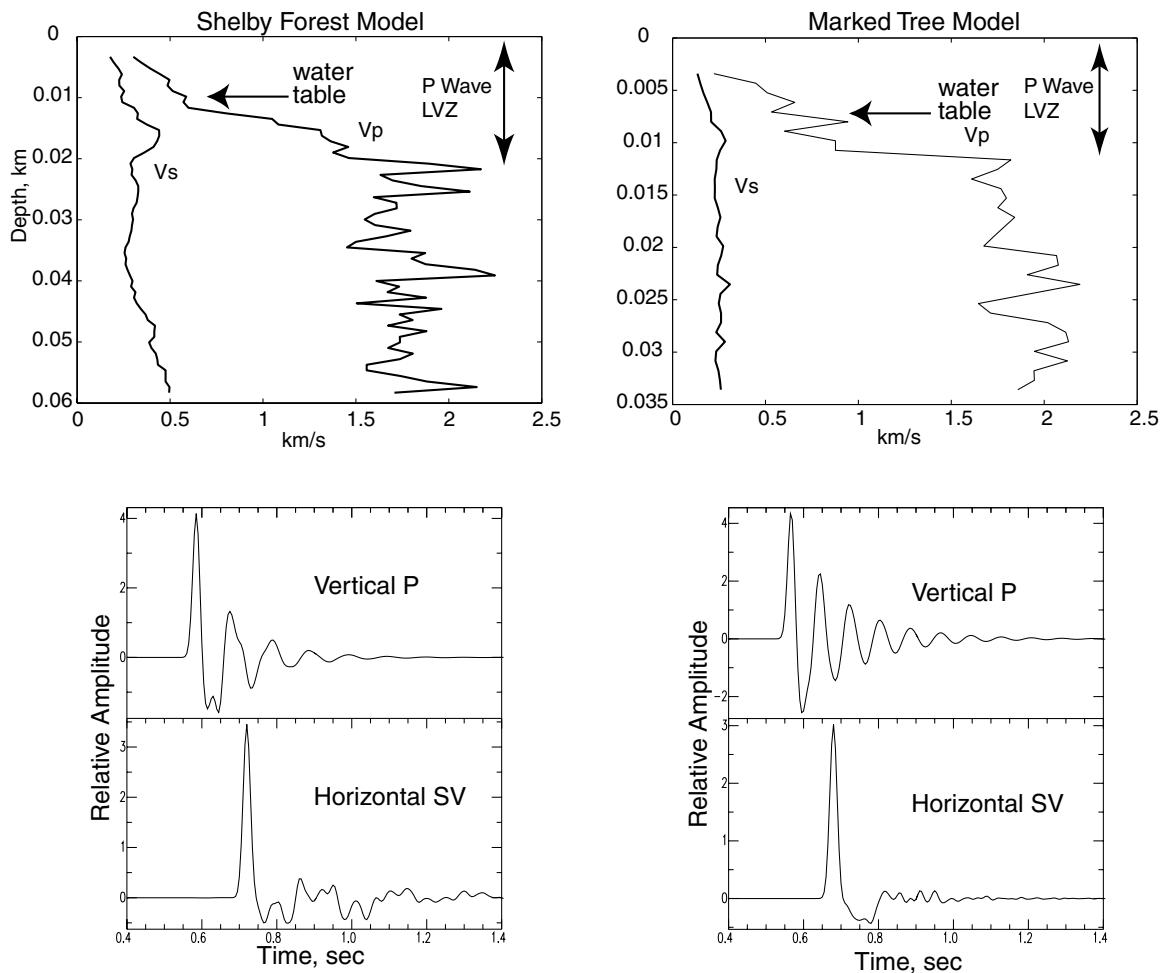 Shelby Forest Model
0
0.01
0.02
0.03
0.04
0.05
0.06
Depth, km
water
table
P Wave
LVZ
Vp
Vs
0
0.5
1
1.5
2
2.5
km/s
Marked Tree Model
0
0.005
0.01
0.015
0.02
0.025
0.03
0.035
water
table
P Wave
LVZ
Vp
Vs
0
0.5
1
1.5
2
2.5
km/s
4
2
0
Vertical P
Relative Amplitude
3
2
1
0
Horizontal SV
0.4
0.6
0.8
1.0
1.2
1.4
Time, sec
4
2
0
-2
Vertical P
Relative Amplitude
3
2
1
0
Horizontal SV
0.4
0.6
0.8
1.0
1.2
1.4
Time, sec